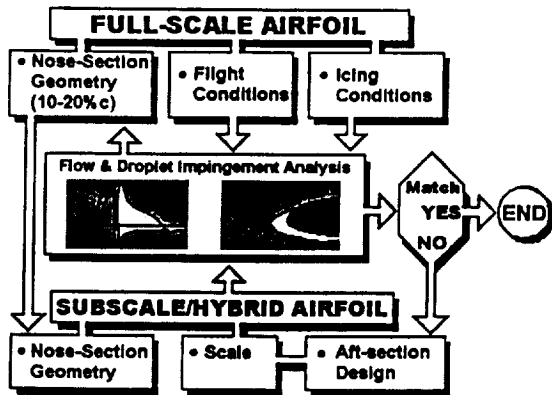 FULL-SCALE AIRFOIL
• Nose-Section
Geometry
(10-20%c)
• Flight
Conditions
• Icing
Conditions
Flow & Droplet Impingement Analysis
Match
YES
NO
END
SUBSCALE/HYBRID AIRFOIL
• Nose-Section
Geometry
• Scale
• Aft-section
Design